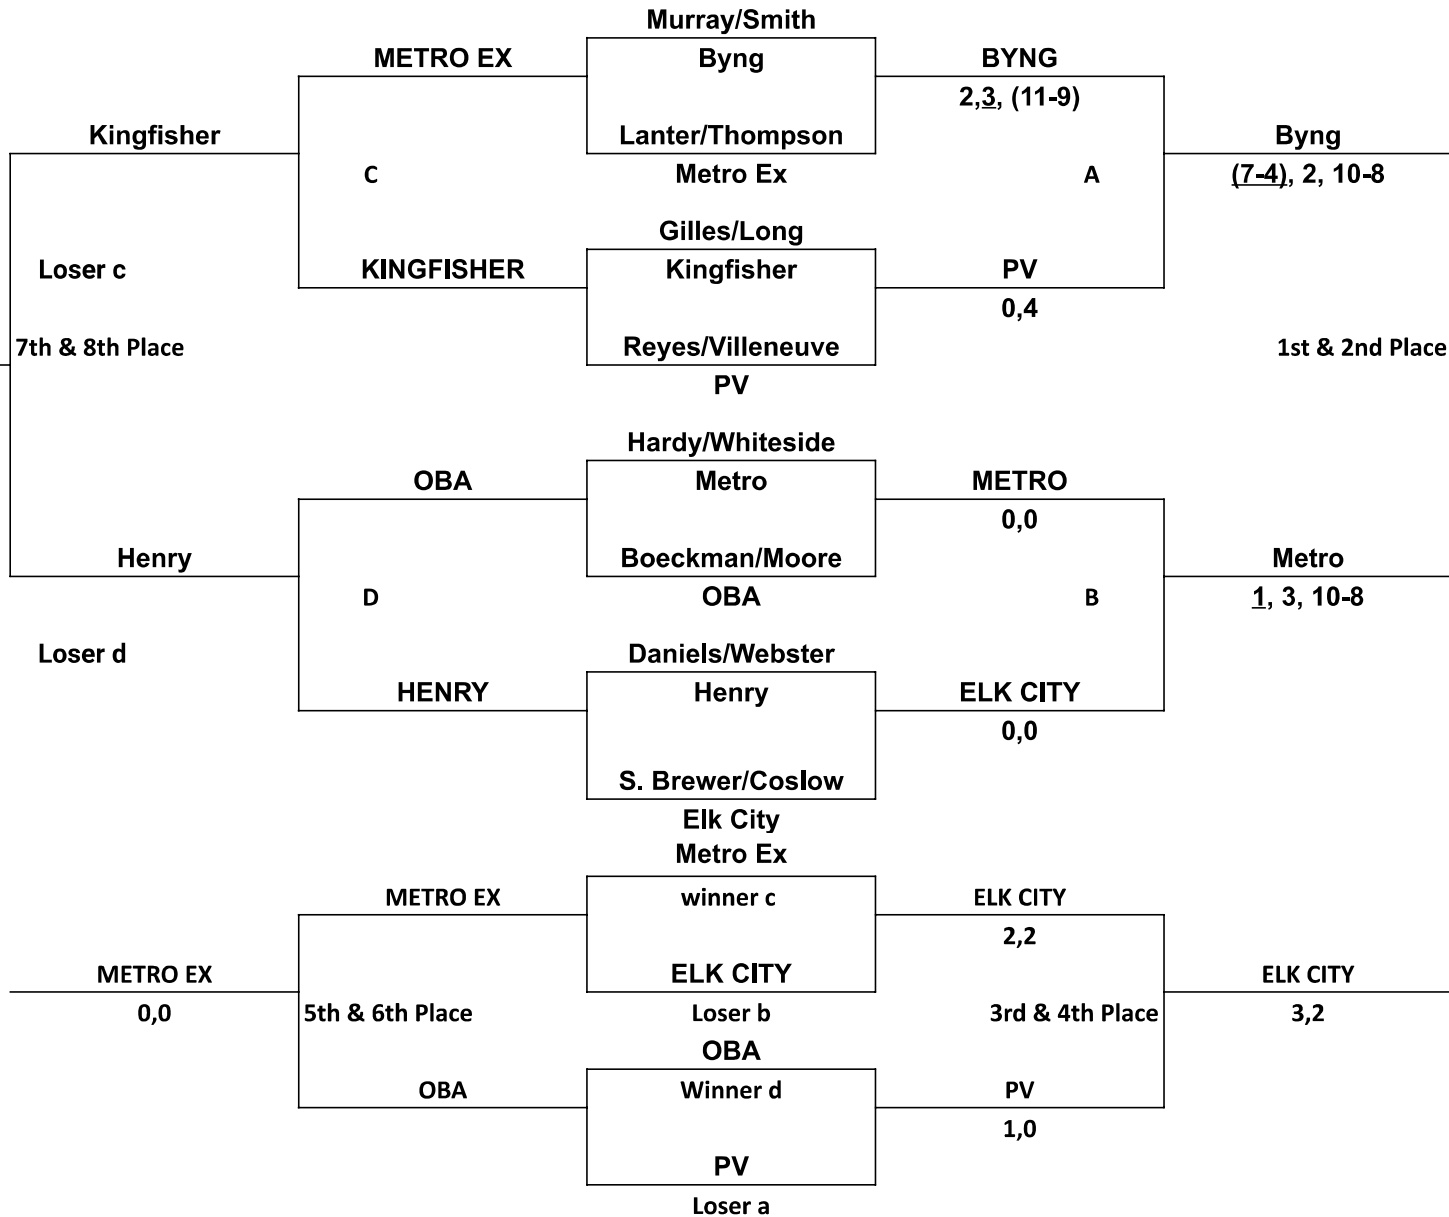 Murray/Smith
METRO EX Byng BYNG
2,3, (11-9)
Kingfisher Lanter/Thompson Byng
C Metro Ex A (7-4), 2, 10-8
Gilles/Long
Loser c KINGFISHER Kingfisher PV
0,4
7th & 8th Place Reyes/Villeneuve 1st & 2nd Place
PV
Hardy/Whiteside
OBA Metro METRO
0,0
Henry Boeckman/Moore Metro
D OBA B 1, 3, 10-8
Loser d Daniels/Webster
HENRY Henry ELK CITY
0,0
S. Brewer/Coslow
Elk City
Metro Ex
METRO EX winner c ELK CITY
2,2
METRO EX ELK CITY ELK CITY
0,0 5th & 6th Place Loser b 3rd & 4th Place 3,2
OBA
OBA Winner d PV
1,0
PV
Loser a